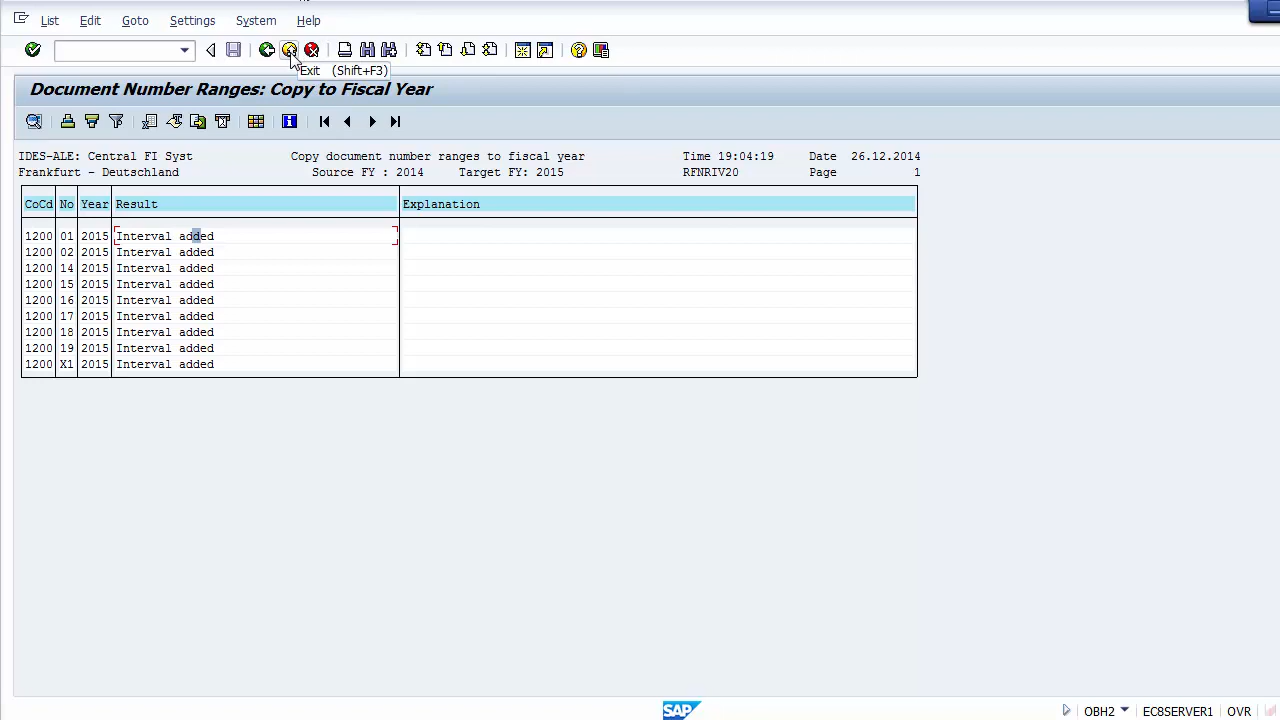 List Edit Goto Settings System Help
Exit (Shift+F3)
Document Number Ranges: Copy to Fiscal Year
IDES-ALE: Central FI Syst Copy document number ranges to fiscal year Time 19:04:19 Date 26.12.2014
Frankfurt - Deutschland Source FY : 2014 Target FY: 2015 RFNRIV20 Page 1
CoCd No Year Result Explanation
1200 01 2015 Interval added
1200 02 2015 Interval added
1200 14 2015 Interval added
1200 15 2015 Interval added
1200 16 2015 Interval added
1200 17 2015 Interval added
1200 18 2015 Interval added
1200 19 2015 Interval added
1200 X1 2015 Interval added
SAP OBH2 EC8SERVER1 OVR